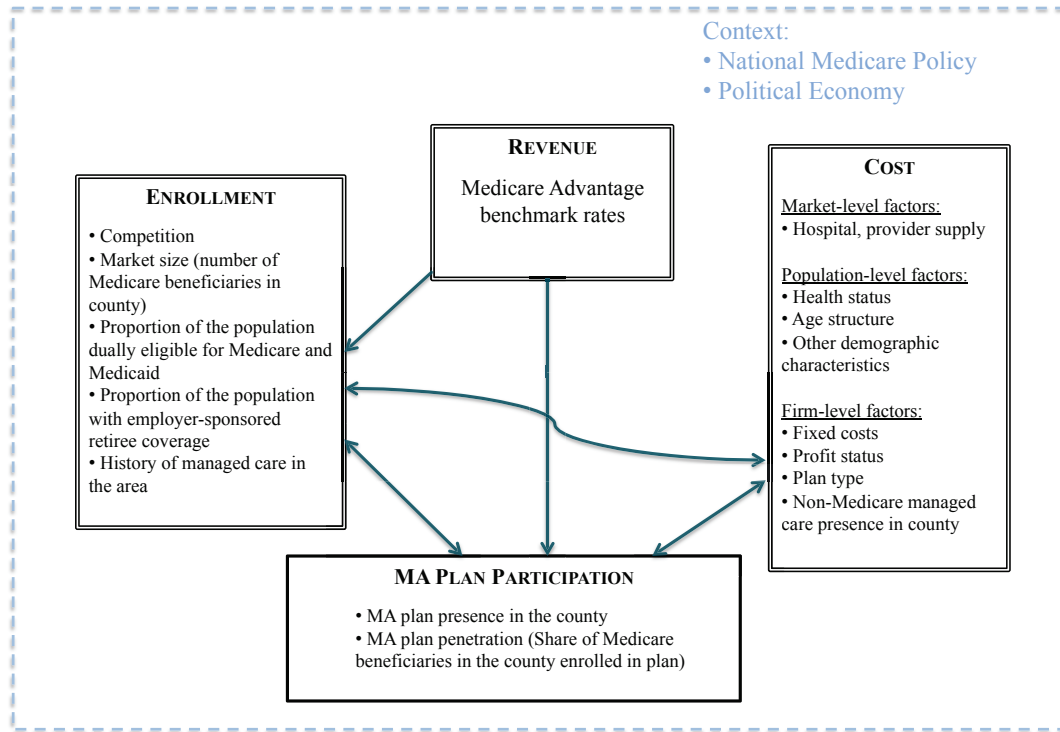 Context:
• National Medicare Policy
• Political Economy
REVENUE
Medicare Advantage
benchmark rates
ENROLLMENT
• Competition
• Market size (number of
Medicare beneficiaries in
county)
• Proportion of the population
dually eligible for Medicare and
Medicaid
• Proportion of the population
with employer-sponsored
retiree coverage
• History of managed care in
the area
COST
Market-level factors:
• Hospital, provider supply
Population-level factors:
• Health status
• Age structure
• Other demographic
characteristics
Firm-level factors:
• Fixed costs
• Profit status
• Plan type
• Non-Medicare managed
care presence in county
MA PLAN PARTICIPATION
• MA plan presence in the county
• MA plan penetration (Share of Medicare
beneficiaries in the county enrolled in plan)